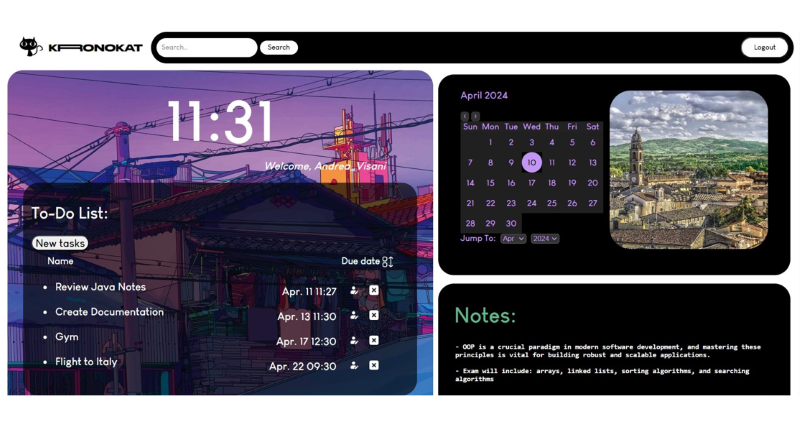 KHRONOKAT
Search..
Search
Logout
11:31
Welcome, Andrea_Visani
To-Do List:
New tasks
Name
Due date
Review Java Notes
Apr. 11 11:27
Create Documentation
Apr. 13 11:30
Gym
Apr. 17 12:30
Flight to Italy
Apr. 22 09:30
April 2024
Sun Mon Tue Wed Thu Fri Sat
1 2 3 4 5 6
7 8 9 10 11 12 13
14 15 16 17 18 19 20
21 22 23 24 25 26 27
28 29 30
Jump To: Apr 2024
Notes:
- OOP is a crucial paradigm in modern software development, and mastering these
principles is vital for building robust and scalable applications.
- Exam will include: arrays, linked lists, sorting algorithms, and searching
algorithms